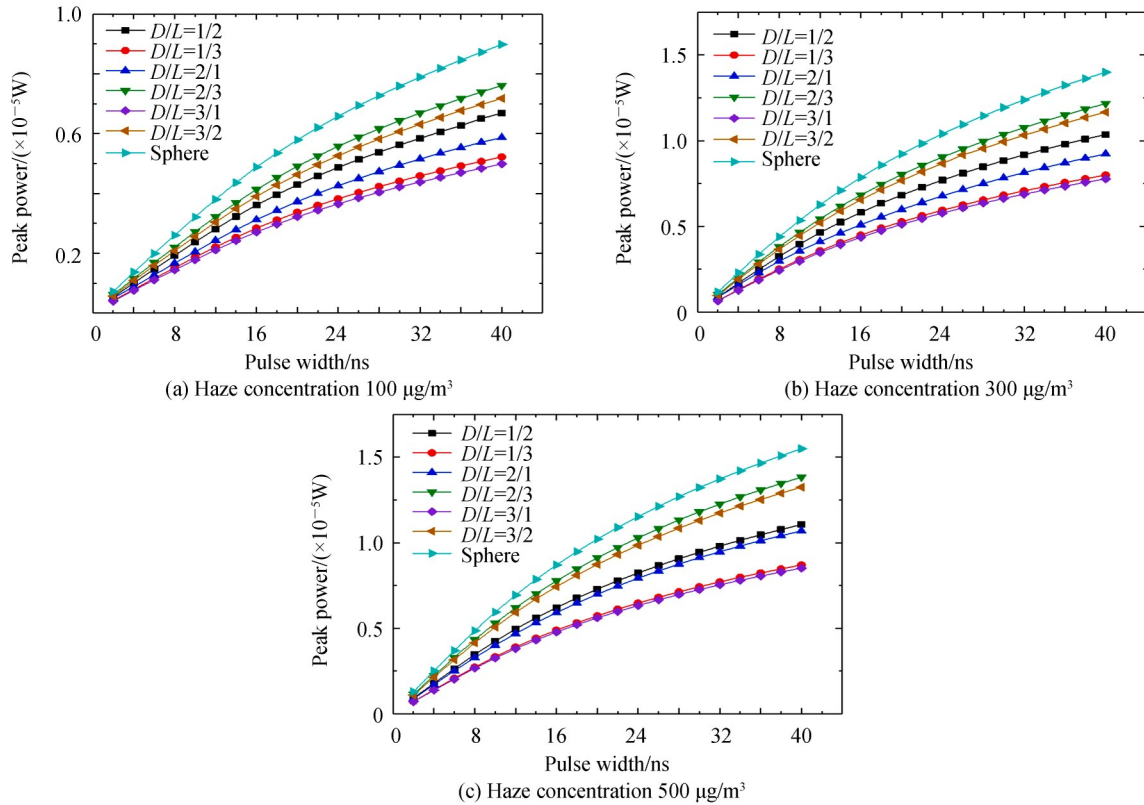 1.0
0.6
0.2
0 8 16 24 32 40
Peak power/(×10⁻⁵W)
Pulse width/ns
D/L=1/2
D/L=1/3
D/L=2/1
D/L=2/3
D/L=3/1
D/L=3/2
Sphere
(a) Haze concentration 100 μg/m³
1.5
1.0
0.5
0
0 8 16 24 32 40
Peak power/(×10⁻⁵W)
Pulse width/ns
D/L=1/2
D/L=1/3
D/L=2/1
D/L=2/3
D/L=3/1
D/L=3/2
Sphere
(b) Haze concentration 300 μg/m³
1.5
1.0
0.5
0
0 8 16 24 32 40
Peak power/(×10⁻⁵W)
Pulse width/ns
D/L=1/2
D/L=1/3
D/L=2/1
D/L=2/3
D/L=3/1
D/L=3/2
Sphere
(c) Haze concentration 500 μg/m³